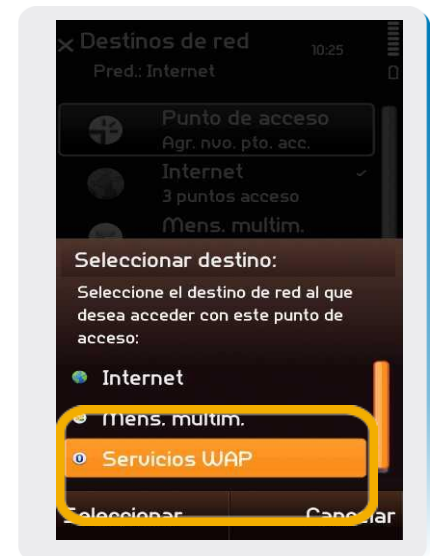 Destinos de red
10:25
Pred.: Internet
Punto de acceso
Agr. nvo. pto. acc.
Internet
3 puntos acceso
Mens. multim.
Seleccionar destino:
Seleccione el destino de red al que
desea acceder con este punto de
acceso:
Internet
Mens. multim.
Servicios WAP
Seleccionar
Cancelar